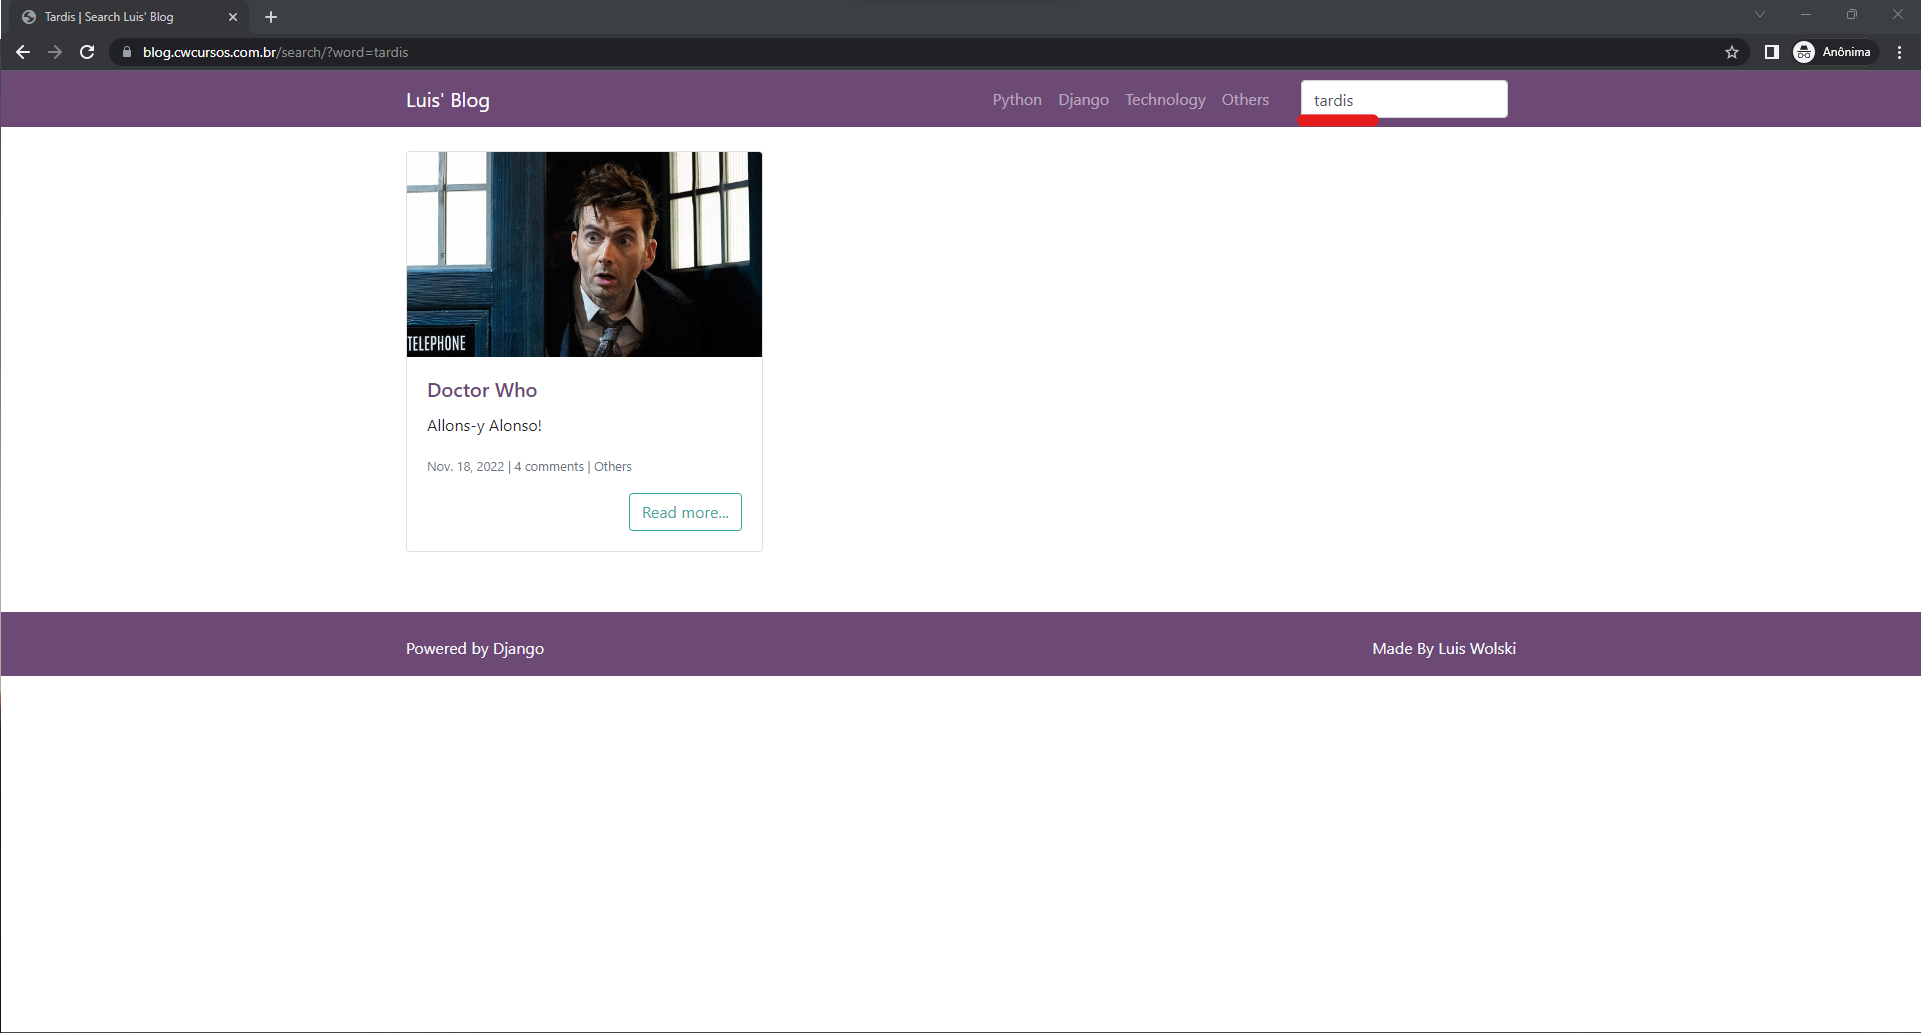 Tardis | Search Luis' Blog
blog.cwcursos.com.br/search/?word=tardis
Anônima
Luis' Blog
Python Django Technology Others
tardis
TELEPHONE
Doctor Who
Allons-y Alonso!
Nov. 18, 2022 | 4 comments | Others
Read more...
Powered by Django
Made By Luis Wolski